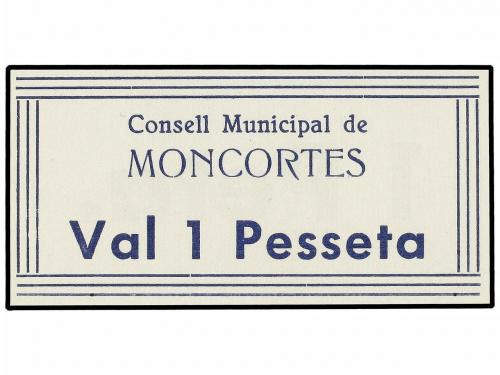 Consell Municipal de
MONCORTES
Val 1 Pesseta